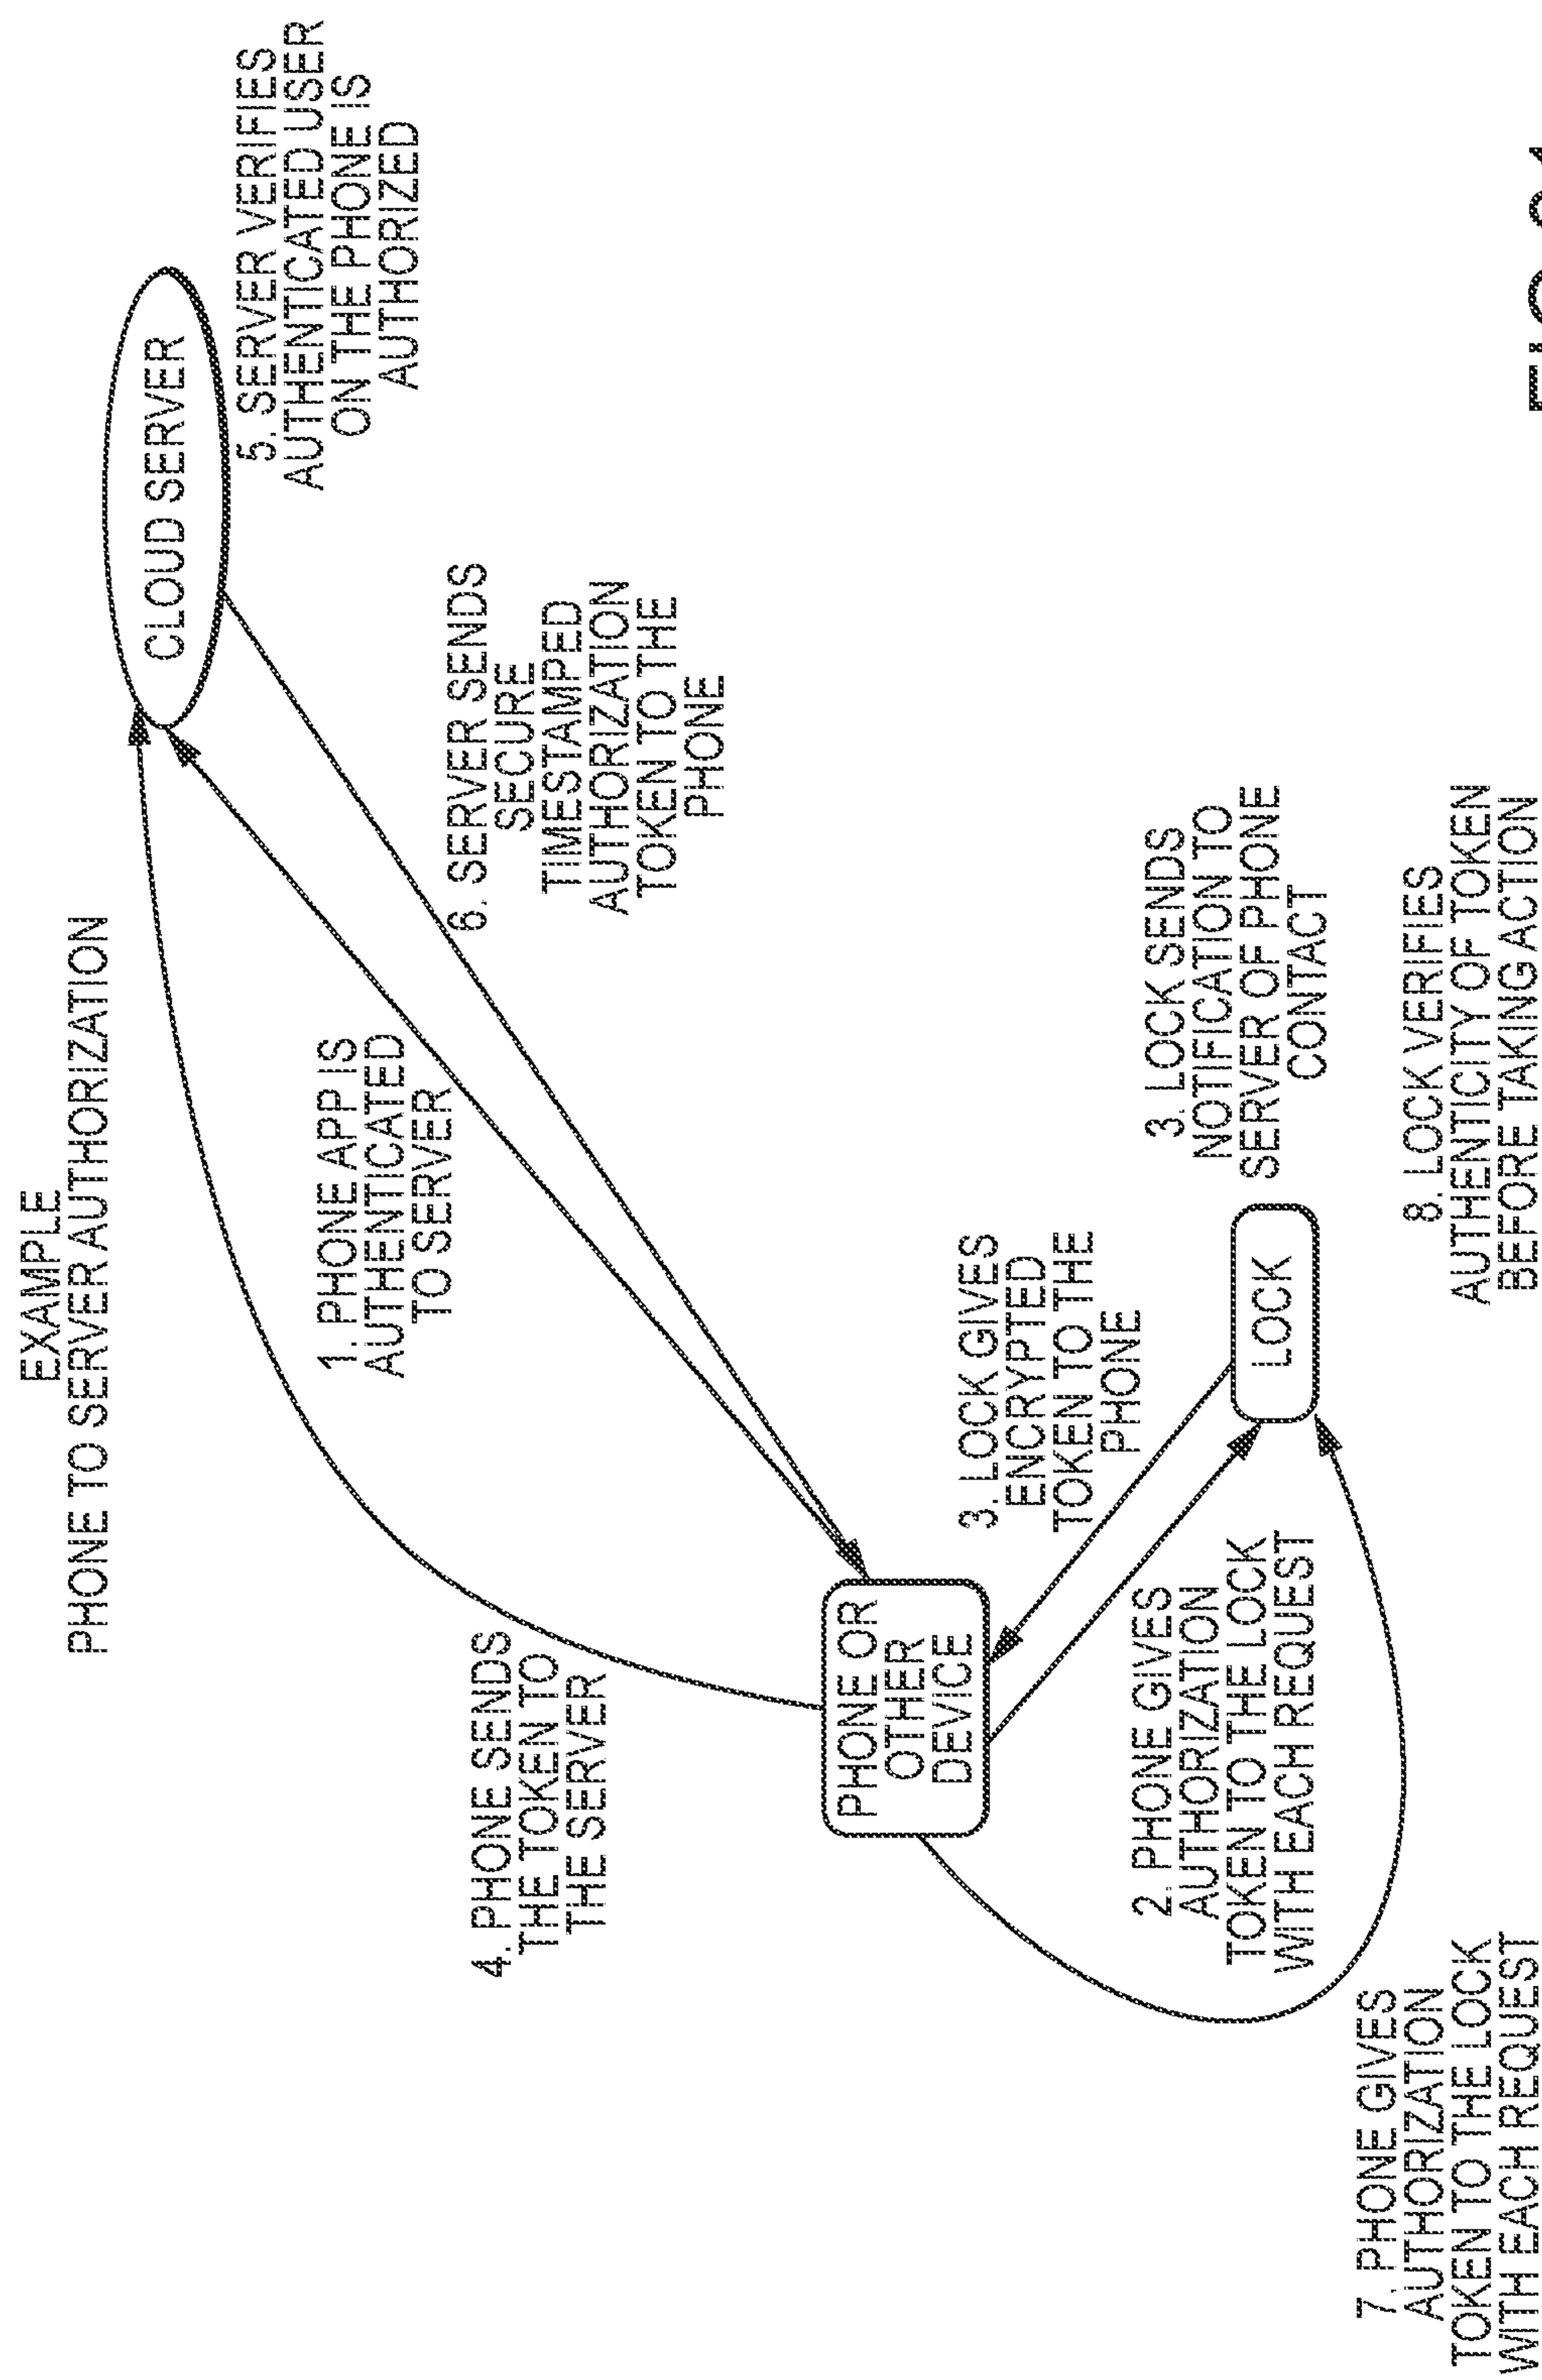 EXAMPLE
PHONE TO SERVER AUTHORIZATION
CLOUD SERVER
5. SERVER VERIFIES
AUTHENTICATED USER
ON THE PHONE IS
AUTHORIZED
1. PHONE APP IS
AUTHENTICATED
TO SERVER
4. PHONE SENDS
THE TOKEN TO
THE SERVER
6. SERVER SENDS
SECURE
TIMESTAMPED
AUTHORIZATION
TOKEN TO THE
PHONE
PHONE OR
OTHER
DEVICE
3. LOCK GIVES
ENCRYPTED
TOKEN TO THE
PHONE
2. PHONE GIVES
AUTHORIZATION
TOKEN TO THE LOCK
WITH EACH REQUEST
LOCK
3. LOCK SENDS
NOTIFICATION TO
SERVER OF PHONE
CONTACT
7. PHONE GIVES
AUTHORIZATION
TOKEN TO THE LOCK
WITH EACH REQUEST
8. LOCK VERIFIES
AUTHENTICITY OF TOKEN
BEFORE TAKING ACTION